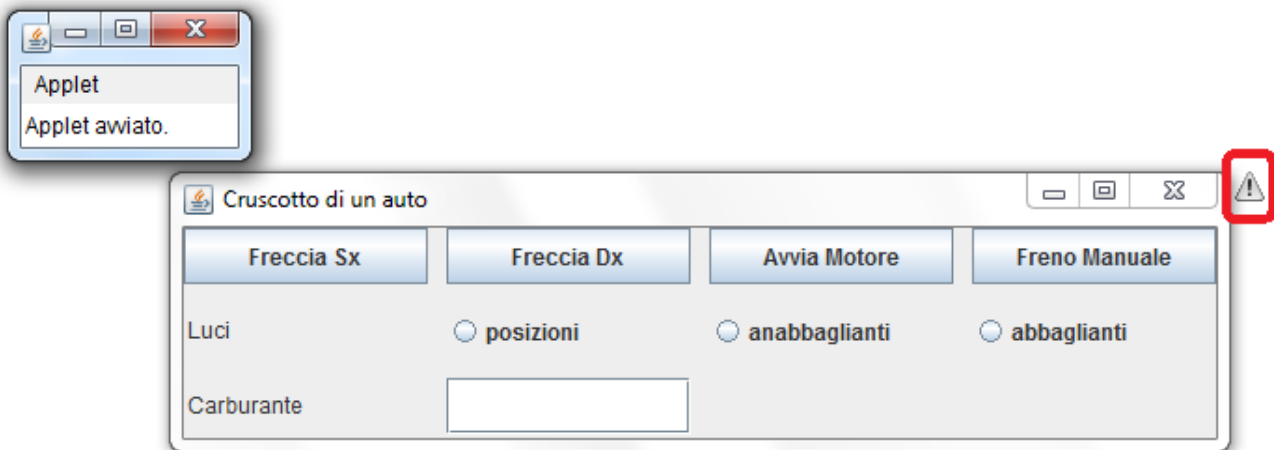 Applet
Applet avviato.
Cruscotto di un auto
Freccia Sx Freccia Dx Avvia Motore Freno Manuale
Luci posizioni anabbaglianti abbaglianti
Carburante